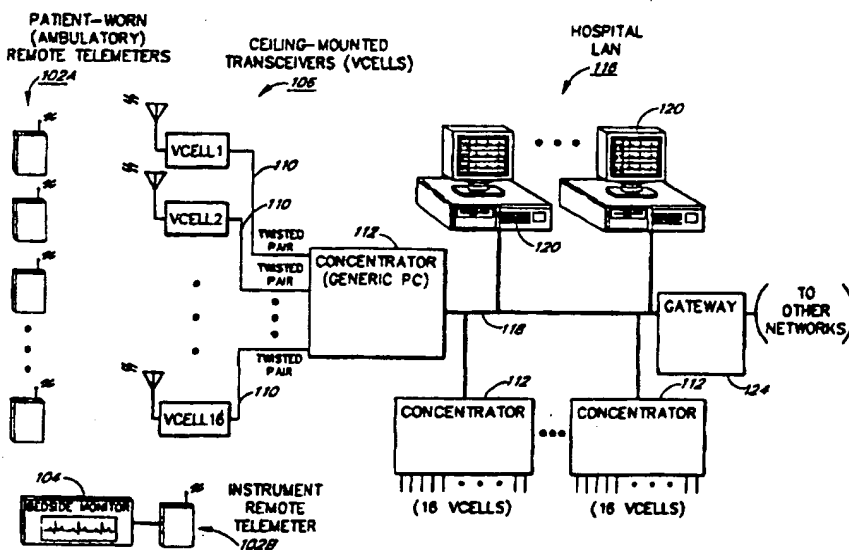 PATIENT-WORN
(AMBULATORY)
REMOTE TELEMETERS
102A
CEILING-MOUNTED
TRANSCEIVERS (VCELLS)
106
HOSPITAL
LAN
116
120
VCELL1
110
VCELL2
110
TWISTED
PAIR
TWISTED
PAIR
TWISTED
PAIR
112
CONCENTRATOR
(GENERIC PC)
120
118
GATEWAY
124
(TO
OTHER
NETWORKS)
VCELL16
110
112
CONCENTRATOR
112
CONCENTRATOR
(16 VCELLS)
(16 VCELLS)
104
BEDSIDE MONITOR
INSTRUMENT
REMOTE
TELEMETER
102B